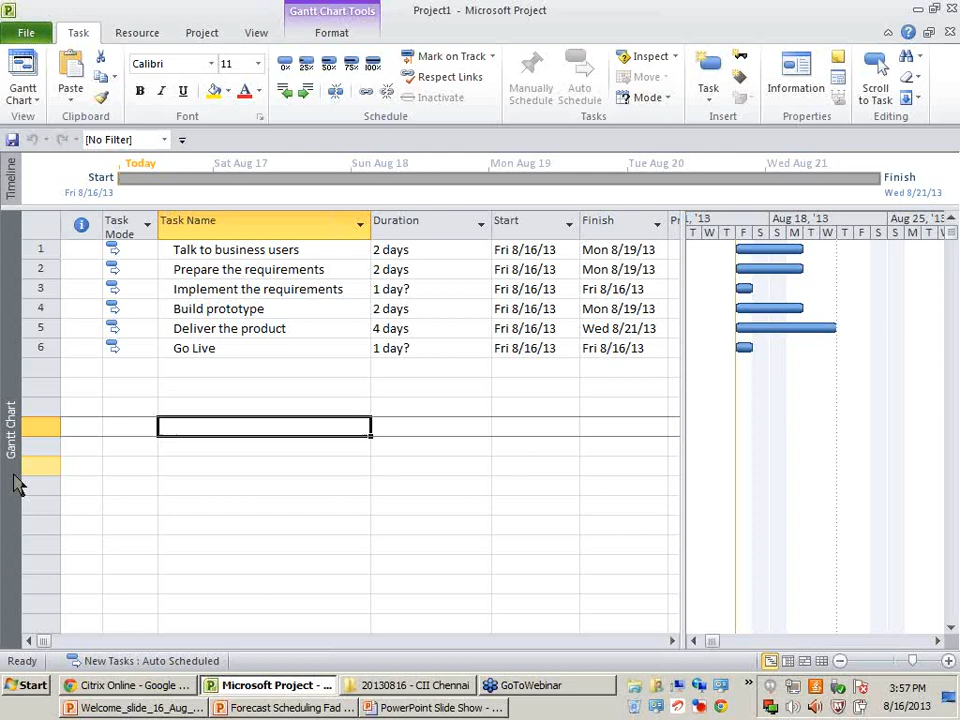 Gantt Chart Tools
Project1 - Microsoft Project
File
Task
Resource
Project
View
Format
Gantt Chart
View
Paste
Clipboard
Calibri
11
B I U A
Font
0% 25% 50% 75% 100%
Mark on Track
Respect Links
Inactivate
Schedule
Manually Schedule
Auto Schedule
Inspect
Move
Mode
Tasks
Task
Insert
Information
Properties
Scroll to Task
Editing
[No Filter]
Timeline
Today
Sat Aug 17
Sun Aug 18
Mon Aug 19
Tue Aug 20
Wed Aug 21
Start
Fri 8/16/13
Finish
Wed 8/21/13
Task Mode
Task Name
Duration
Start
Finish
Aug 18, '13
Aug 25, '13
T W T F S S M T W T F S S M T W
1 Talk to business users 2 days Fri 8/16/13 Mon 8/19/13
2 Prepare the requirements 2 days Fri 8/16/13 Mon 8/19/13
3 Implement the requirements 1 day? Fri 8/16/13 Fri 8/16/13
4 Build prototype 2 days Fri 8/16/13 Mon 8/19/13
5 Deliver the product 4 days Fri 8/16/13 Wed 8/21/13
6 Go Live 1 day? Fri 8/16/13 Fri 8/16/13
Gantt Chart
Ready
New Tasks : Auto Scheduled
Start
Citrix Online - Google ...
Microsoft Project - ...
20130816 - CII Chennai
GoToWebinar
3:57 PM
Welcome_slide_16_Aug_...
Forecast Scheduling Fad ...
PowerPoint Slide Show - ...
8/16/2013